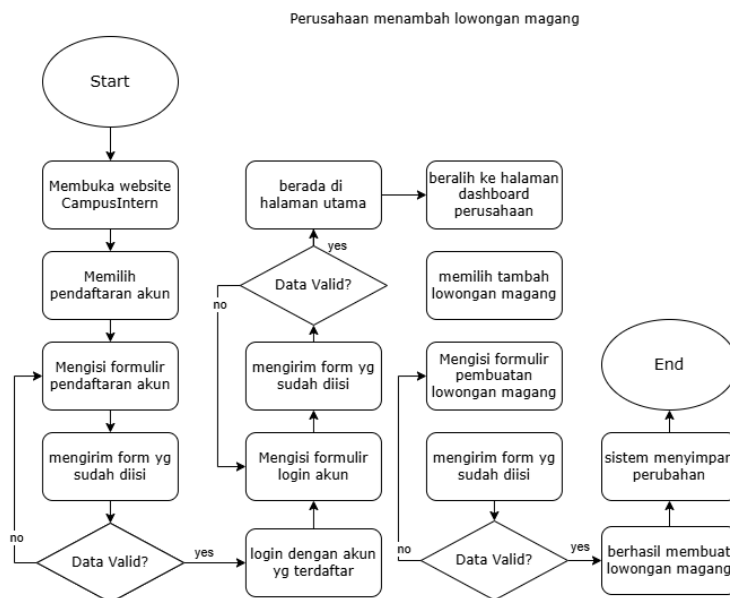 Perusahaan menambah lowongan magang
Start
Membuka website
CampusIntern
Memilih
pendaftaran akun
Mengisi formulir
pendaftaran akun
mengirim form yg
sudah diisi
no
Data Valid?
yes
login dengan akun
yg terdaftar
Mengisi formulir
login akun
mengirim form yg
sudah diisi
no
Data Valid?
yes
berada di
halaman utama
beralih ke halaman
dashboard
perusahaan
memilih tambah
lowongan magang
Mengisi formulir
pembuatan
lowongan magang
mengirim form yg
sudah diisi
no
Data Valid?
yes
berhasil membuat
lowongan magang
sistem menyimpan
perubahan
End